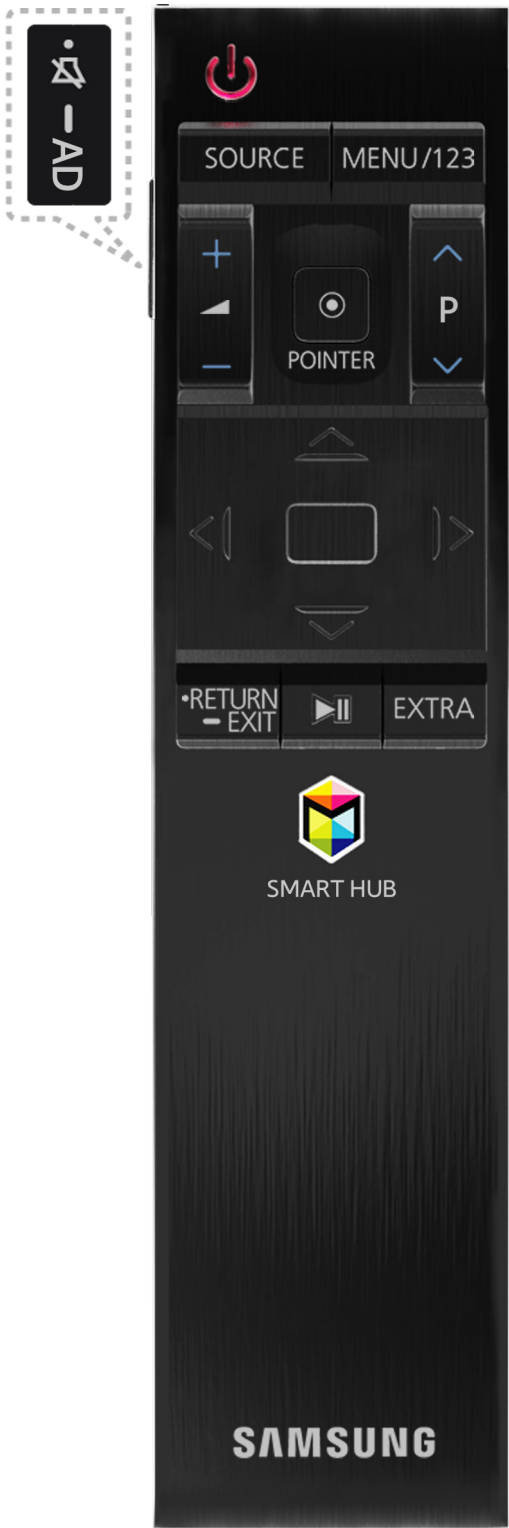 AD
SOURCE MENU/123
+
P
POINTER
−
•RETURN
– EXIT
EXTRA
SMART HUB
SAMSUNG